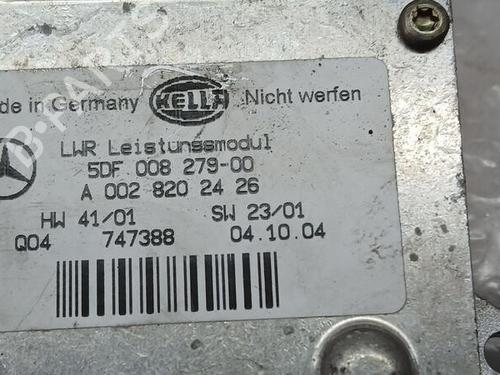 de in Germany HELLA Nicht werfen
LWR Leistungsmodul
5DF 008 279-00
A 002 820 24 26
HW 41/01 SW 23/01
Q04 747388 04.10.04